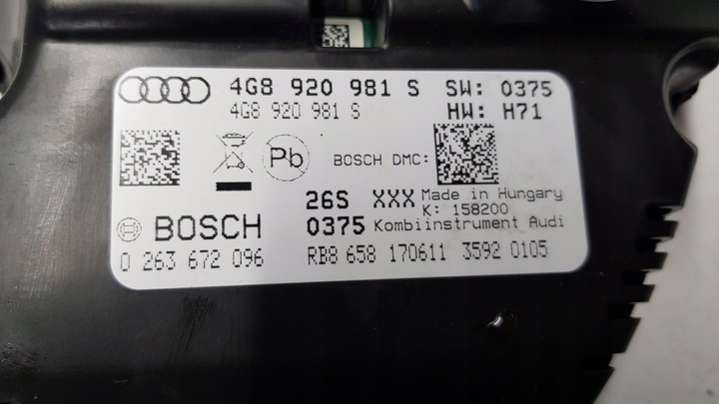 4G8 920 981 S SW: 0375
4G8 920 981 S HW: H71
Pb
BOSCH DMC:
26S XXX Made in Hungary
K: 158200
BOSCH 0375 Kombiinstrument Audi
0 263 672 096 RB8 658 170611 3592 0105